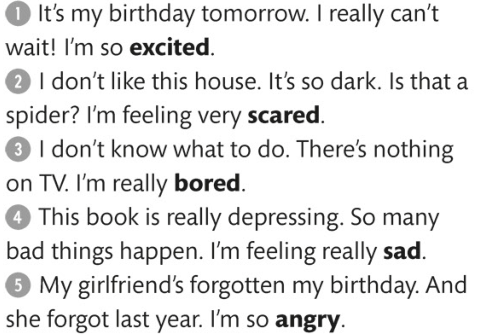 1 It's my birthday tomorrow. I really can't
wait! I'm so excited.
2 I don't like this house. It's so dark. Is that a
spider? I'm feeling very scared.
3 I don't know what to do. There's nothing
on TV. I'm really bored.
4 This book is really depressing. So many
bad things happen. I'm feeling really sad.
5 My girlfriend's forgotten my birthday. And
she forgot last year. I'm so angry.